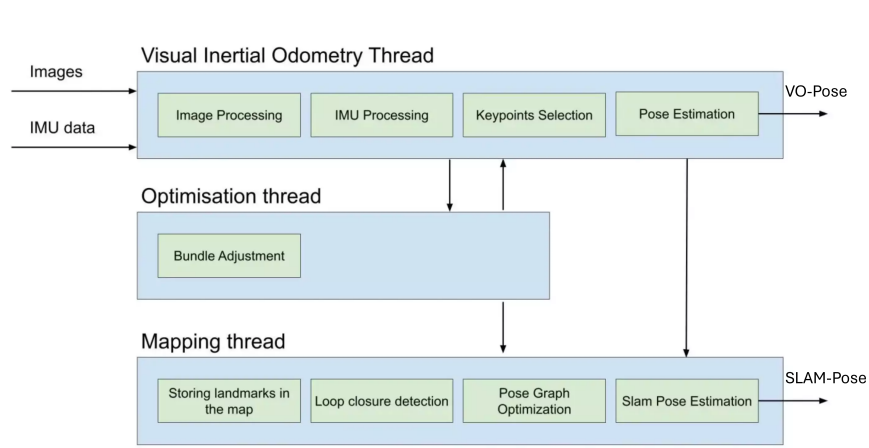 Visual Inertial Odometry Thread
Images
IMU data
Image Processing
IMU Processing
Keypoints Selection
Pose Estimation
VO-Pose
Optimisation thread
Bundle Adjustment
Mapping thread
Storing landmarks in
the map
Loop closure detection
Pose Graph
Optimization
Slam Pose Estimation
SLAM-Pose